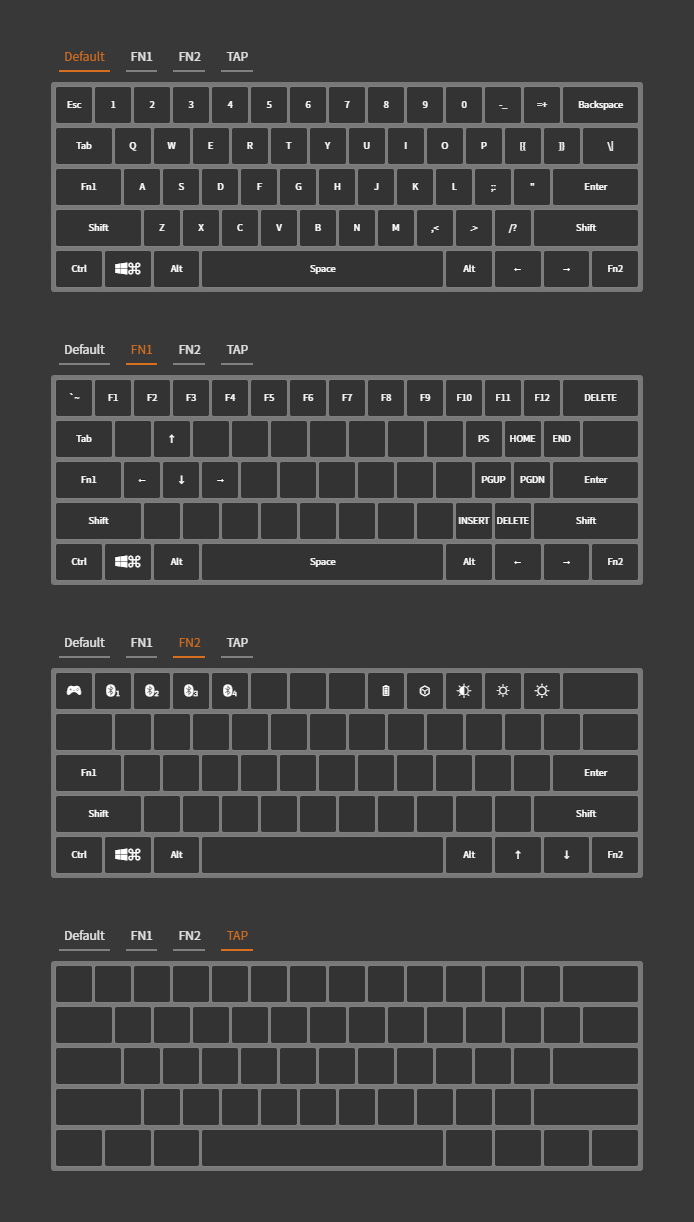 Default FN1 FN2 TAP
Esc 1 2 3 4 5 6 7 8 9 0 -_ =+ Backspace
Tab Q W E R T Y U I O P [{ ]} \|
Fn1 A S D F G H J K L ;: '" Enter
Shift Z X C V B N M ,< .> /? Shift
Ctrl ⌘ Alt Space Alt ← → Fn2
Default FN1 FN2 TAP
`~ F1 F2 F3 F4 F5 F6 F7 F8 F9 F10 F11 F12 DELETE
Tab ↑ PS HOME END
Fn1 ← ↓ → PGUP PGDN Enter
Shift INSERT DELETE Shift
Ctrl ⌘ Alt Space Alt ← → Fn2
Default FN1 FN2 TAP
1 2 3 4
Fn1 Enter
Shift Shift
Ctrl ⌘ Alt Alt ↑ ↓ Fn2
Default FN1 FN2 TAP